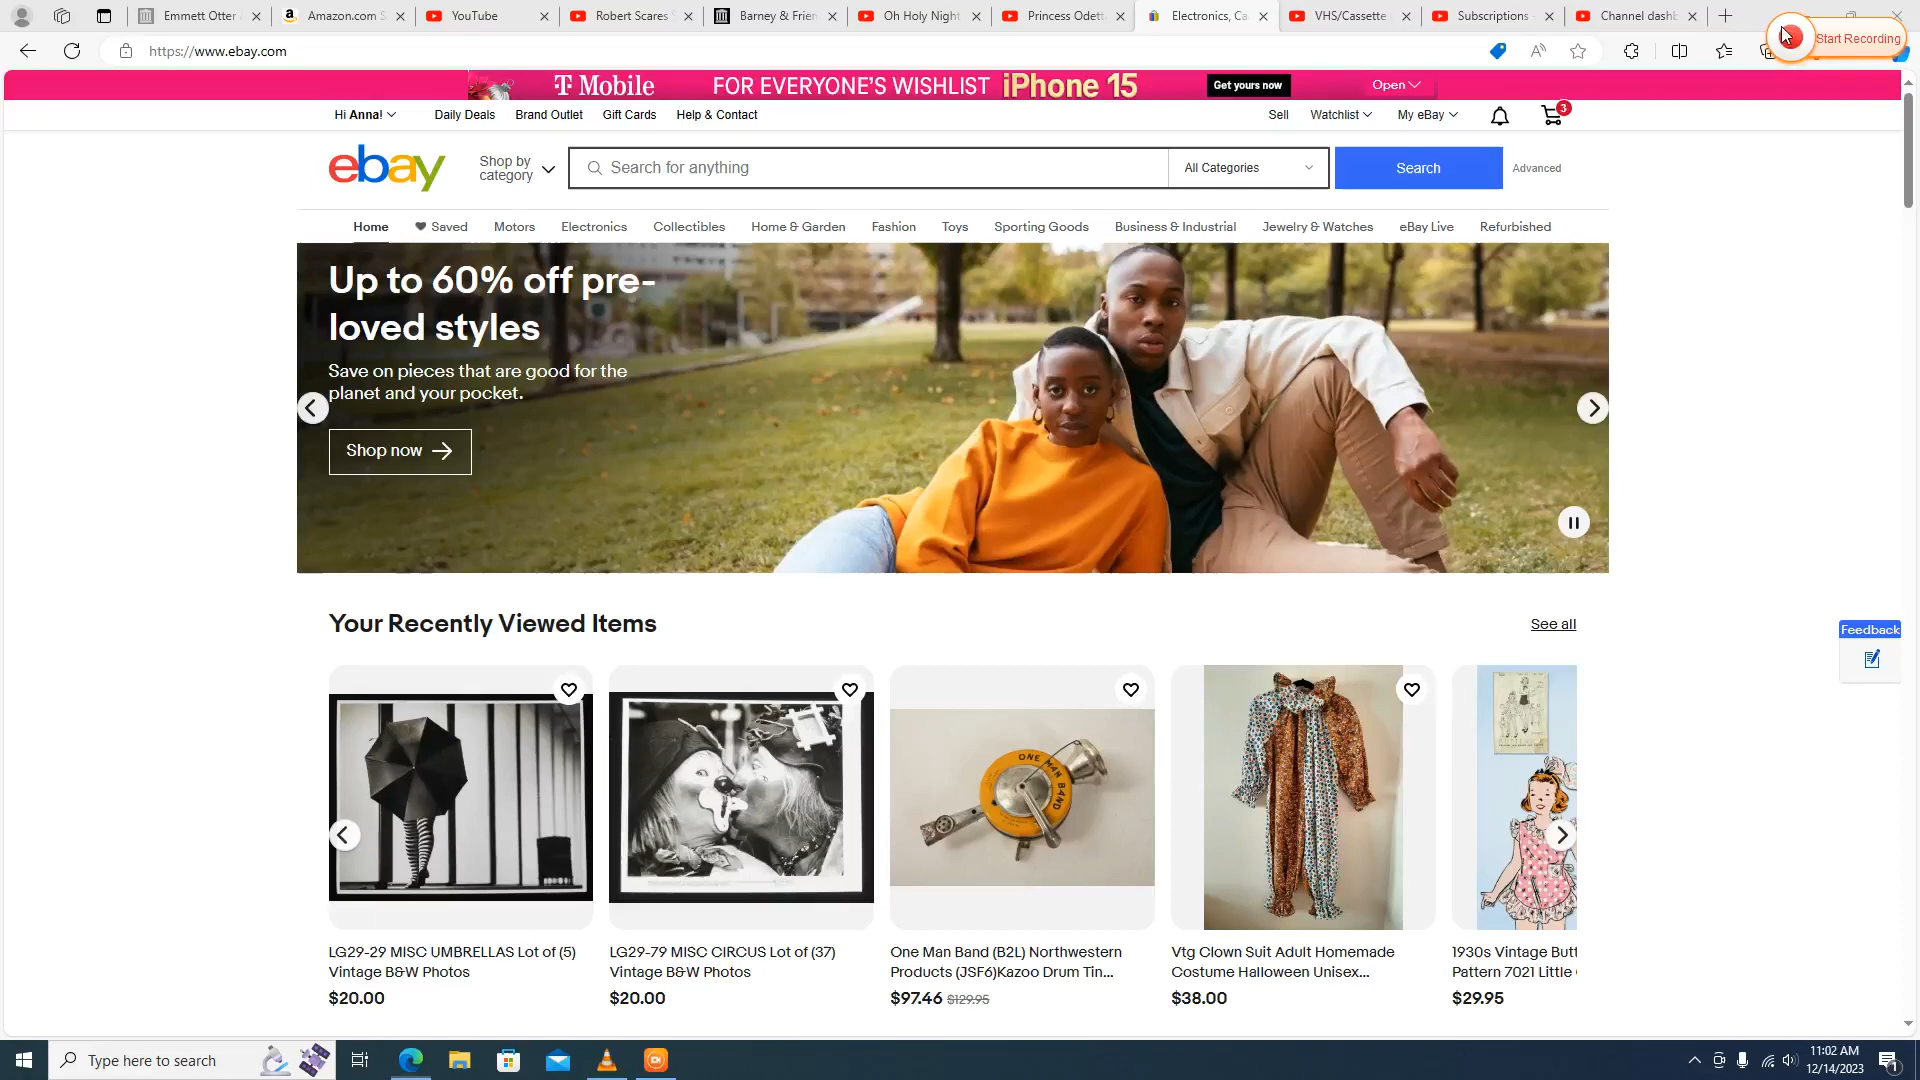 Emmett Otter
Amazon.com S
YouTube
Robert Scares
Barney & Frien
Oh Holy Night
Princess Odett
Electronics, Ca
VHS/Cassette
Subscriptions
Channel dashb
https://www.ebay.com
Start Recording
T Mobile
FOR EVERYONE'S WISHLIST iPhone 15
Get yours now
Open
Hi Anna!
Daily Deals
Brand Outlet
Gift Cards
Help & Contact
Sell
Watchlist
My eBay
3
ebay
Shop by category
Search for anything
All Categories
Search
Advanced
Home
Saved
Motors
Electronics
Collectibles
Home & Garden
Fashion
Toys
Sporting Goods
Business & Industrial
Jewelry & Watches
eBay Live
Refurbished
Up to 60% off pre-
loved styles
Save on pieces that are good for the
planet and your pocket.
Shop now
Your Recently Viewed Items
See all
Feedback
ONE MAN BAND
LG29-29 MISC UMBRELLAS Lot of (5)
Vintage B&W Photos
$20.00
LG29-79 MISC CIRCUS Lot of (37)
Vintage B&W Photos
$20.00
One Man Band (B2L) Northwestern
Products (JSF6)Kazoo Drum Tin...
$97.46 $129.95
Vtg Clown Suit Adult Homemade
Costume Halloween Unisex...
$38.00
1930s Vintage Butt
Pattern 7021 Little
$29.95
Type here to search
11:02 AM
12/14/2023
1